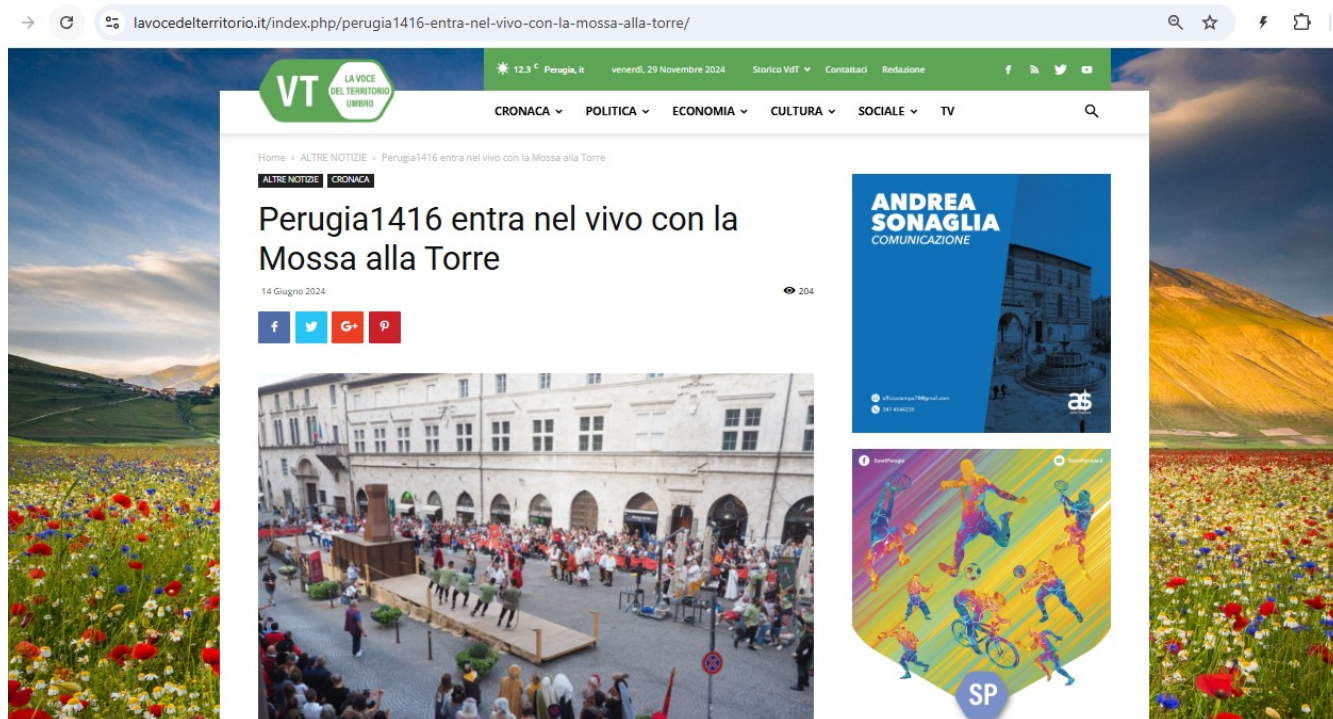 lavocedelterritorio.it/index.php/perugia1416-entra-nel-vivo-con-la-mossa-alla-torre/
VT
LA VOCE
DEL TERRITORIO
UMBRO
12.3 C Perugia, it venerdì, 29 Novembre 2024 Storico VdT Contattaci Redazione
CRONACA POLITICA ECONOMIA CULTURA SOCIALE TV
Home › ALTRE NOTIZIE › Perugia1416 entra nel vivo con la Mossa alla Torre
ALTRE NOTIZIE CRONACA
Perugia1416 entra nel vivo con la
Mossa alla Torre
14 Giugno 2024 204
f G+
ANDREA
SONAGLIA
COMUNICAZIONE
as
SP